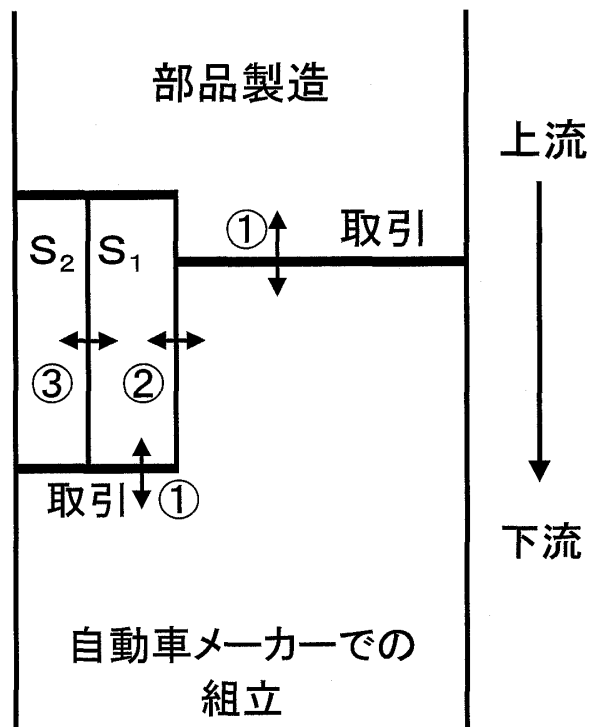 部品製造
上流
① 取引
S₂ S₁
③ ②
取引 ①
下流
自動車メーカーでの
組立